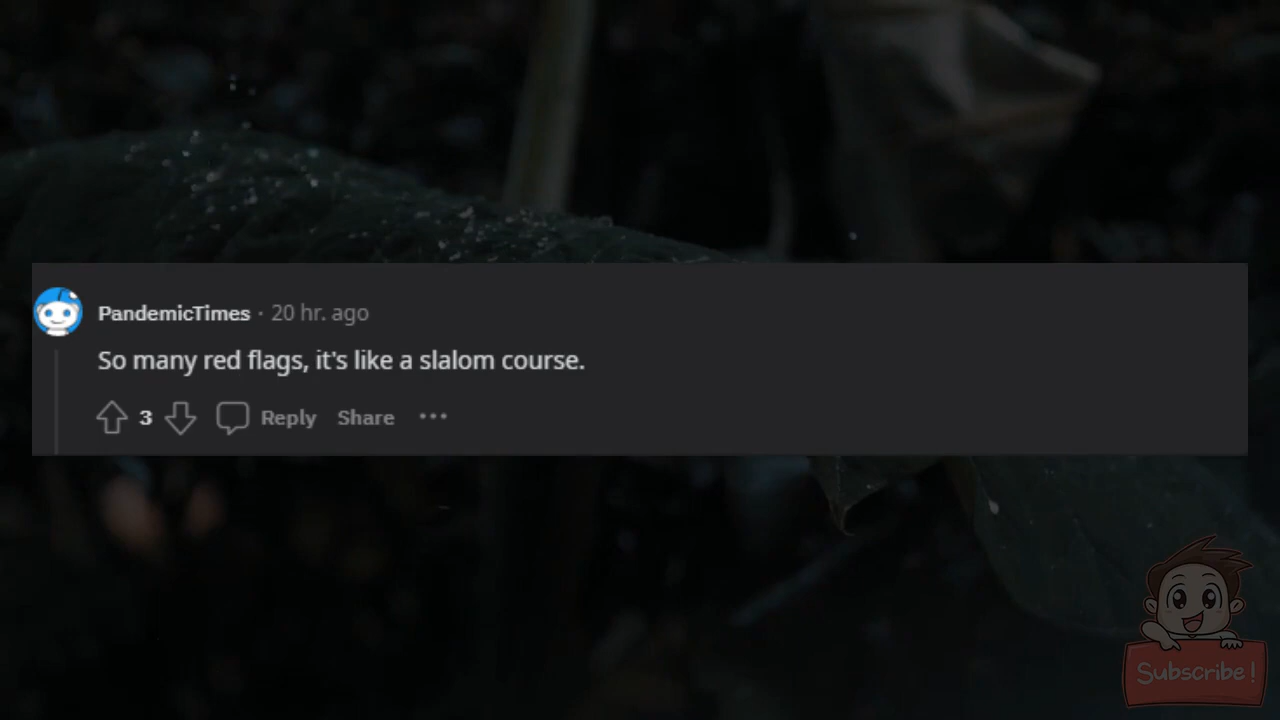 PandemicTimes · 20 hr. ago
So many red flags, it's like a slalom course.
3 Reply Share ...
Subscribe!